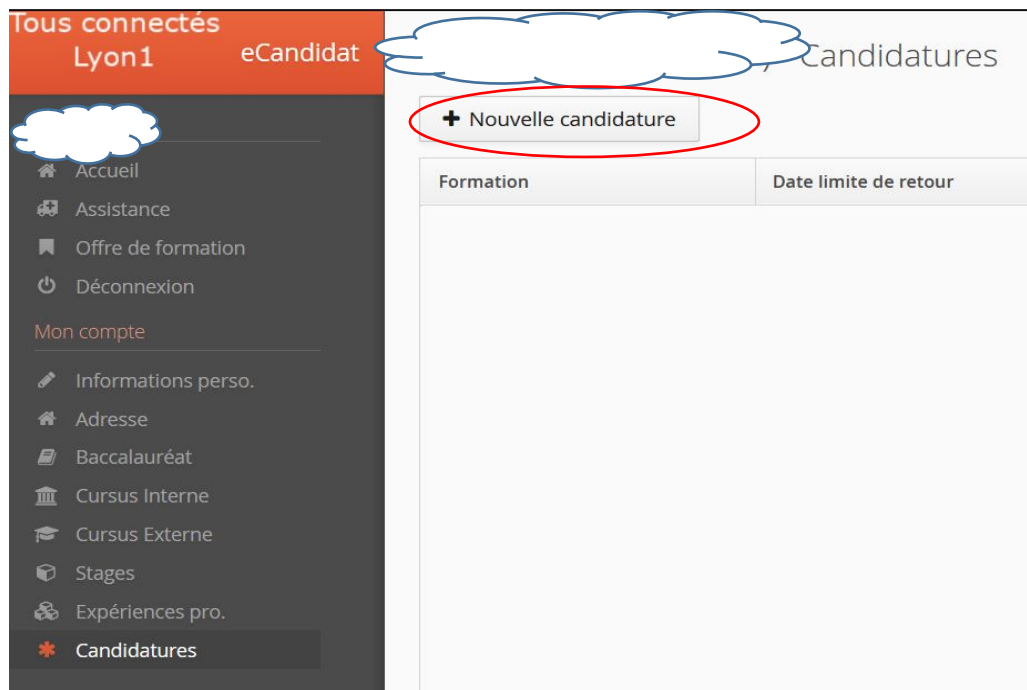 Tous connectés
Lyon1
eCandidat
Candidatures
+ Nouvelle candidature
Formation
Date limite de retour
Accueil
Assistance
Offre de formation
Déconnexion
Mon compte
Informations perso.
Adresse
Baccalauréat
Cursus Interne
Cursus Externe
Stages
Expériences pro.
Candidatures